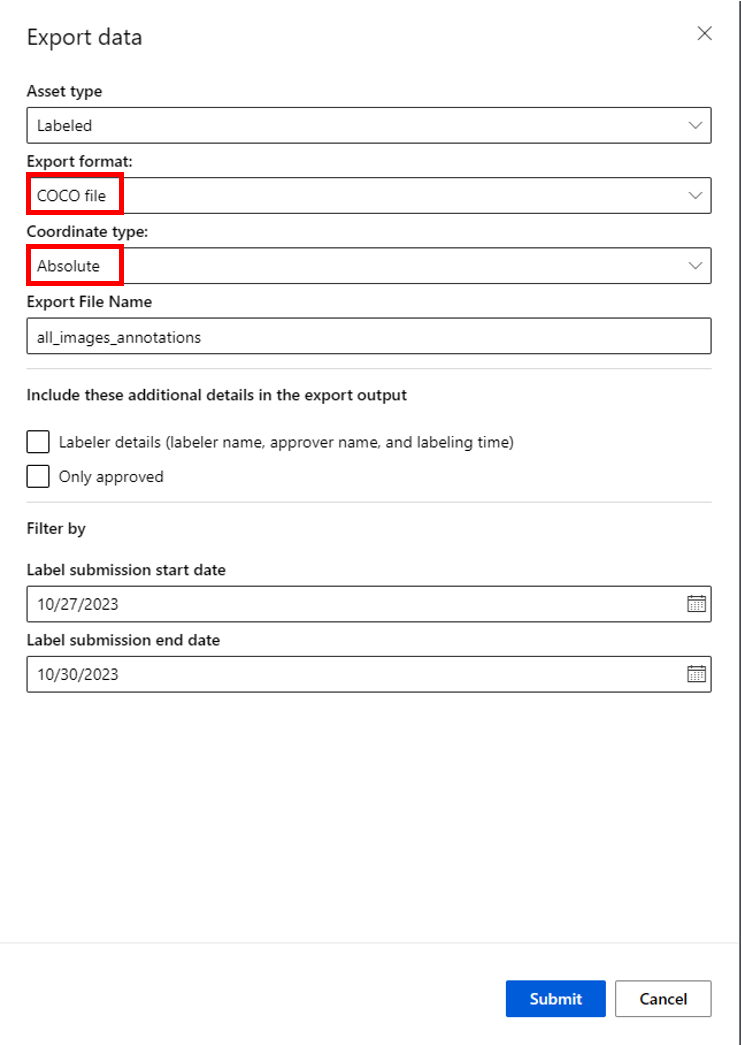 Export data
Asset type
Labeled
Export format:
COCO file
Coordinate type:
Absolute
Export File Name
all_images_annotations
Include these additional details in the export output
Labeler details (labeler name, approver name, and labeling time)
Only approved
Filter by
Label submission start date
10/27/2023
Label submission end date
10/30/2023
Submit Cancel